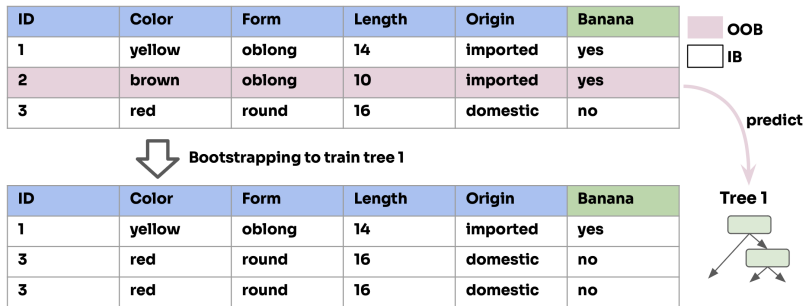 ID Color Form Length Origin Banana
1 yellow oblong 14 imported yes
2 brown oblong 10 imported yes
3 red round 16 domestic no
OOB
IB
predict
Bootstrapping to train tree 1
ID Color Form Length Origin Banana
1 yellow oblong 14 imported yes
3 red round 16 domestic no
3 red round 16 domestic no
Tree 1